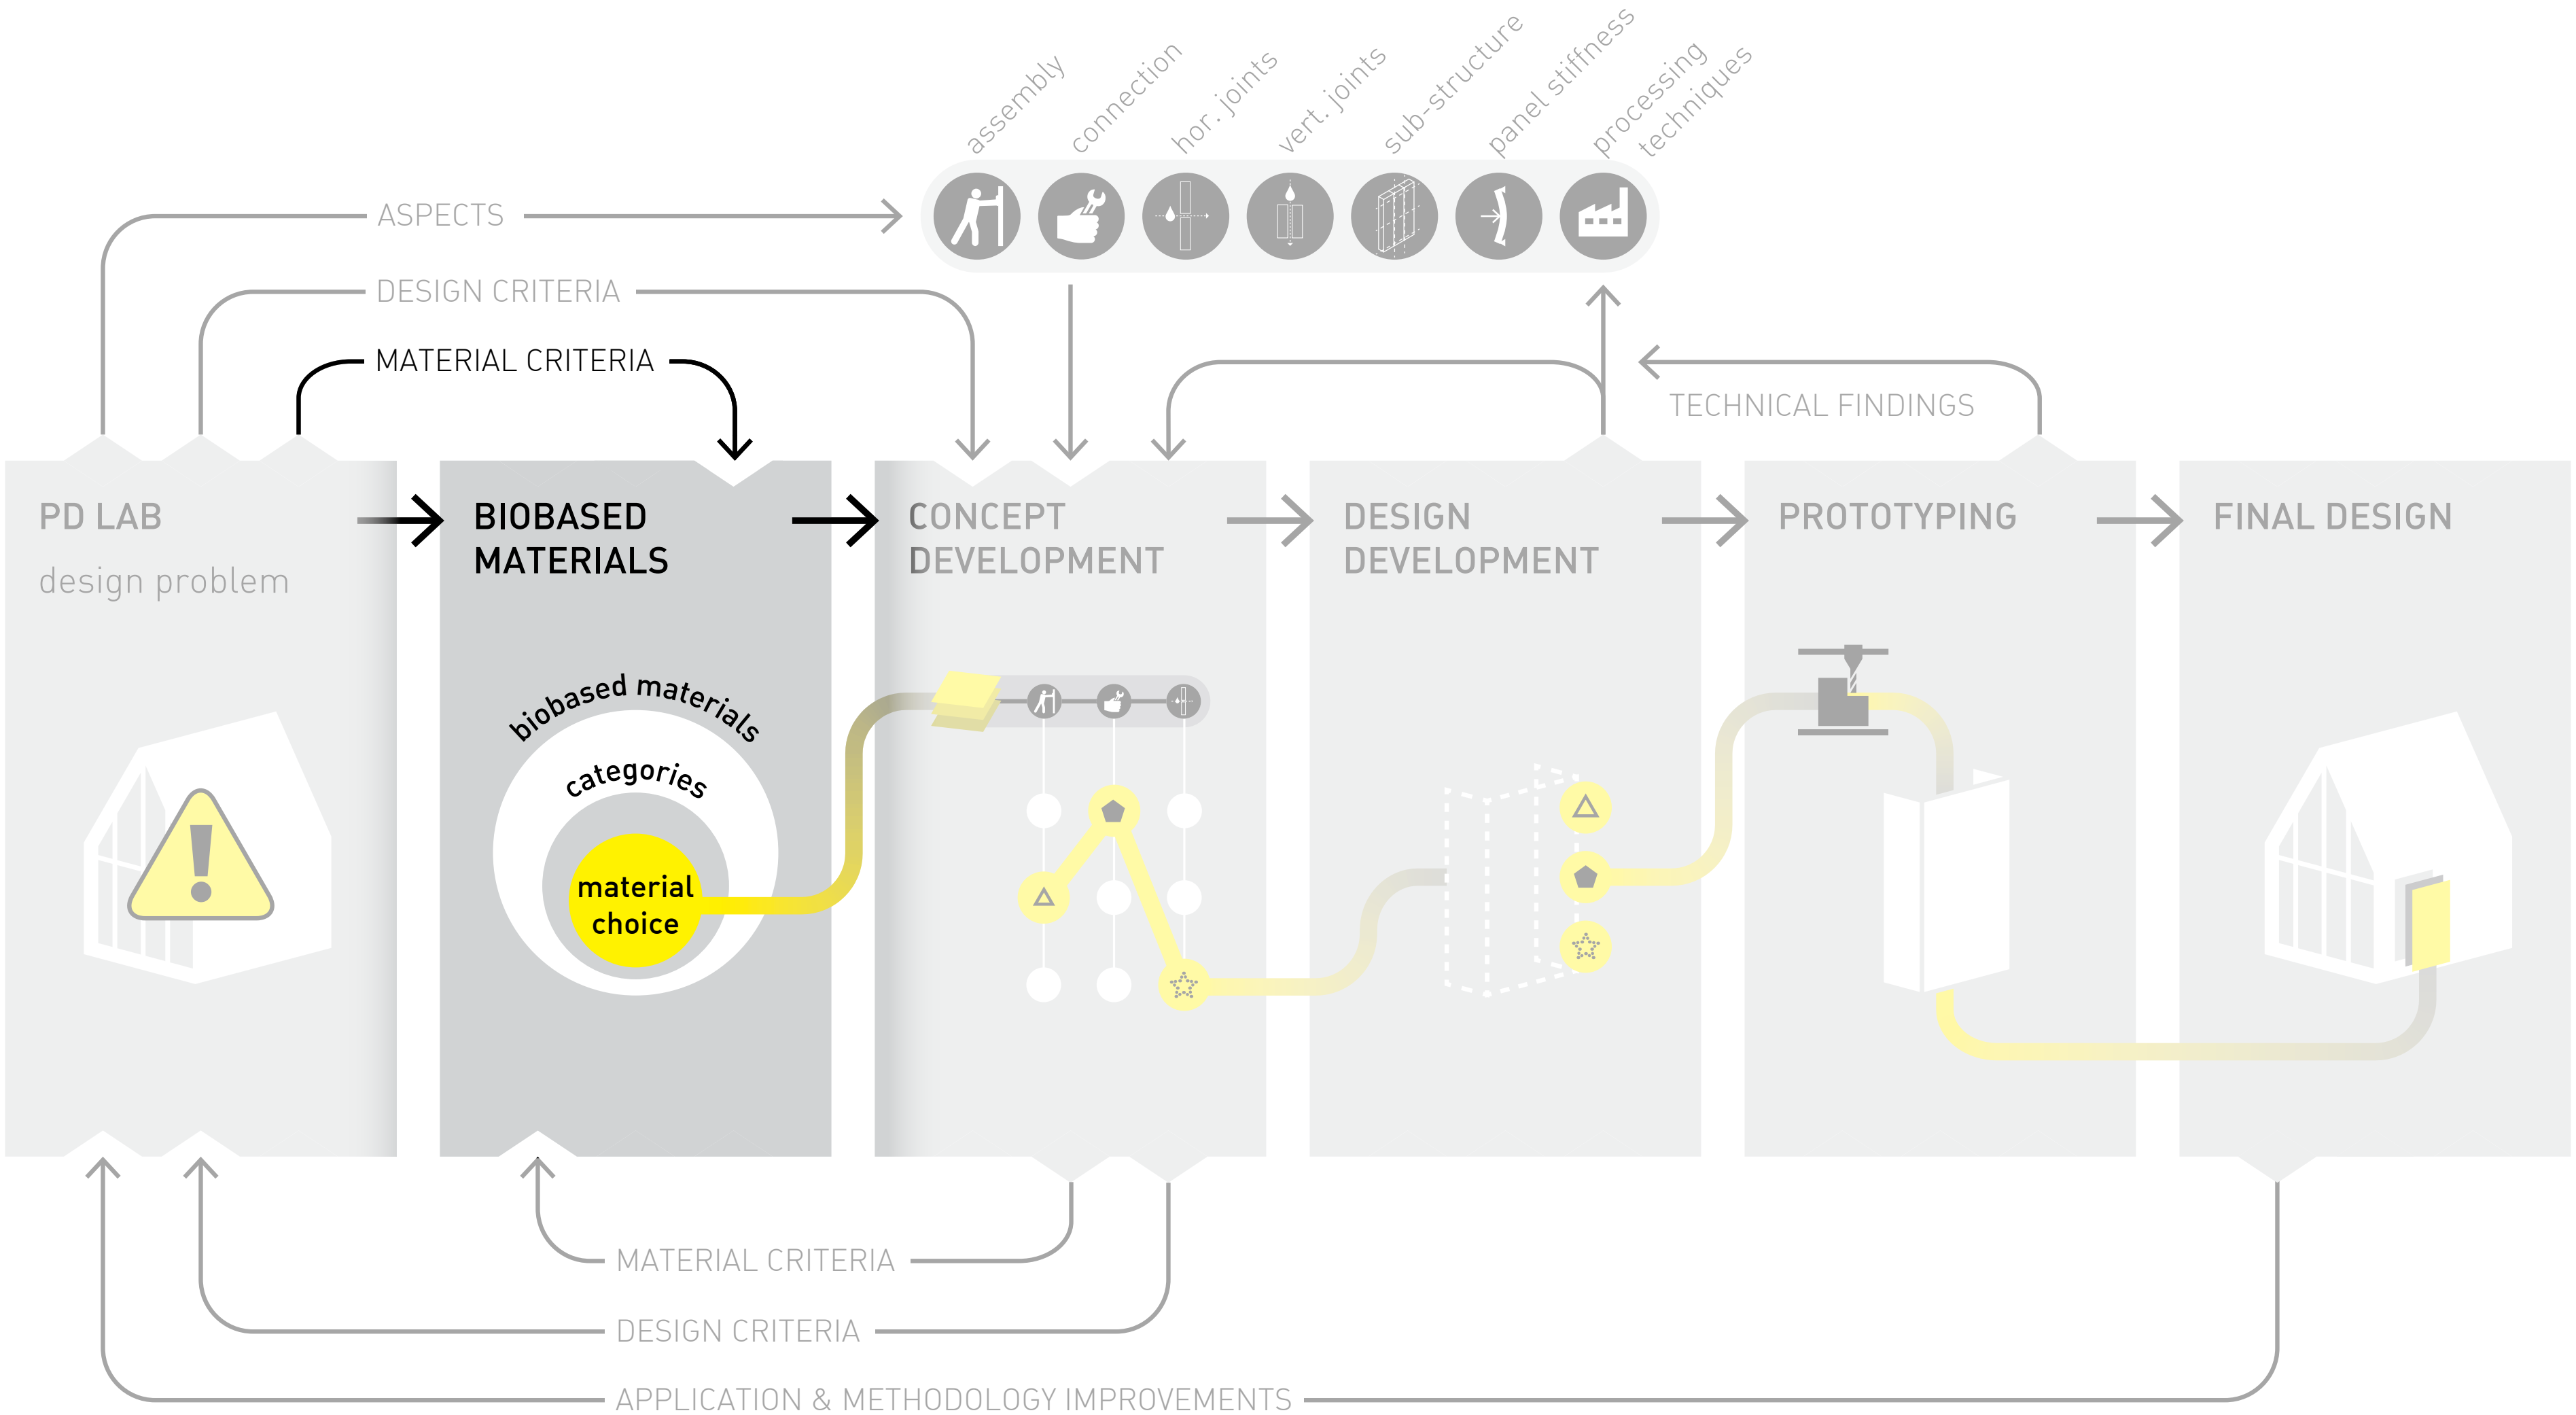 assembly
connection
hor. joints
vert. joints
sub-structure
panel stiffness
processing
techniques
ASPECTS
DESIGN CRITERIA
MATERIAL CRITERIA
TECHNICAL FINDINGS
PD LAB
design problem
BIOBASED
MATERIALS
biobased materials
categories
material
choice
CONCEPT
DEVELOPMENT
DESIGN
DEVELOPMENT
PROTOTYPING
FINAL DESIGN
MATERIAL CRITERIA
DESIGN CRITERIA
APPLICATION & METHODOLOGY IMPROVEMENTS